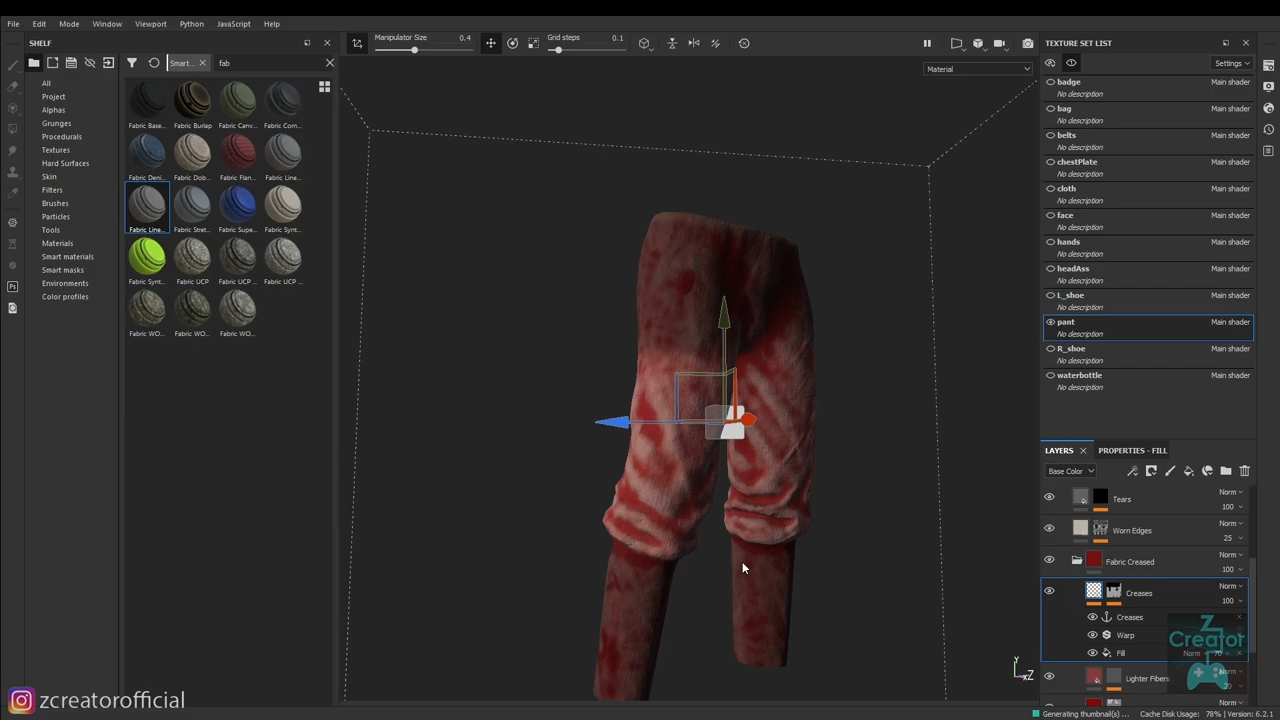 File Edit Mode Window Viewport Python JavaScript Help
SHELF
Smart... fab
All
Project
Alphas
Grunges
Procedurals
Textures
Hard Surfaces
Skin
Filters
Brushes
Particles
Tools
Materials
Smart materials
Smart masks
Environments
Color profiles
Fabric Base... Fabric Burlap Fabric Canv... Fabric Com...
Fabric Deni... Fabric Dob... Fabric Flan... Fabric Line...
Fabric Line... Fabric Stret... Fabric Supe... Fabric Synt...
Fabric Synt... Fabric UCP Fabric UCP ... Fabric UCP ...
Fabric WO... Fabric WO... Fabric WO...
Manipulator Size 0.4 Grid steps 0.1
Material
Y
XZ
TEXTURE SET LIST
Settings
badge Main shader
No description
bag Main shader
No description
belts Main shader
No description
chestPlate Main shader
No description
cloth Main shader
No description
face Main shader
No description
hands Main shader
No description
headAss Main shader
No description
L_shoe Main shader
No description
pant Main shader
No description
R_shoe Main shader
No description
waterbottle Main shader
No description
LAYERS PROPERTIES - FILL
Base Color
Tears Norm
100
Worn Edges Norm
25
Fabric Creased Norm
100
Creases Norm
100
Creases
Warp
Fill Norm
Lighter Fibers Norm
20
Z
Creator
zcreatorofficial
Generating thumbnail(s) ... Cache Disk Usage: 78% | Version: 6.2.1